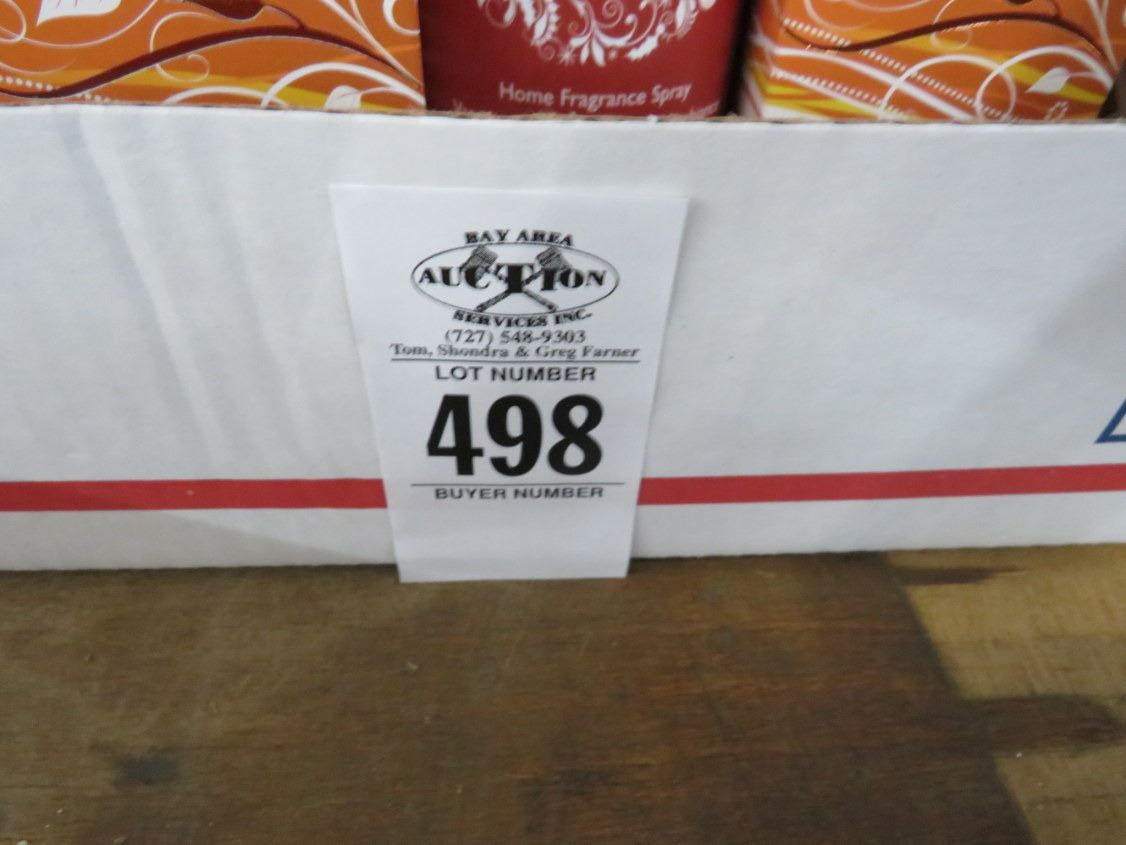 Home Fragrance Spray
BAY AREA
AUCTION
SERVICES INC.
(727) 548-9303
Tom, Shondra & Greg Farner
LOT NUMBER
498
BUYER NUMBER